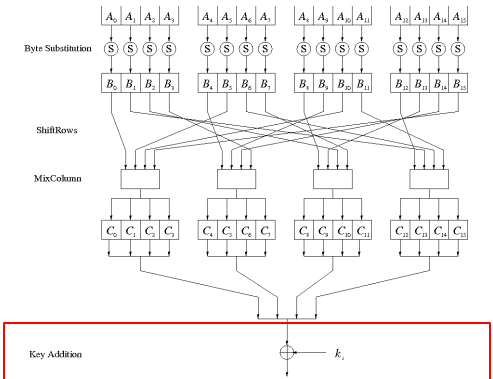 A₀ A₁ A₂ A₃ A₄ A₅ A₆ A₇ A₈ A₉ A₁₀ A₁₁ A₁₂ A₁₃ A₁₄ A₁₅
Byte Substitution S S S S S S S S S S S S S S S S
B₀ B₁ B₂ B₃ B₄ B₅ B₆ B₇ B₈ B₉ B₁₀ B₁₁ B₁₂ B₁₃ B₁₄ B₁₅
ShiftRows
MixColumn
C₀ C₁ C₂ C₃ C₄ C₅ C₆ C₇ C₈ C₉ C₁₀ C₁₁ C₁₂ C₁₃ C₁₄ C₁₅
Key Addition kᵢ